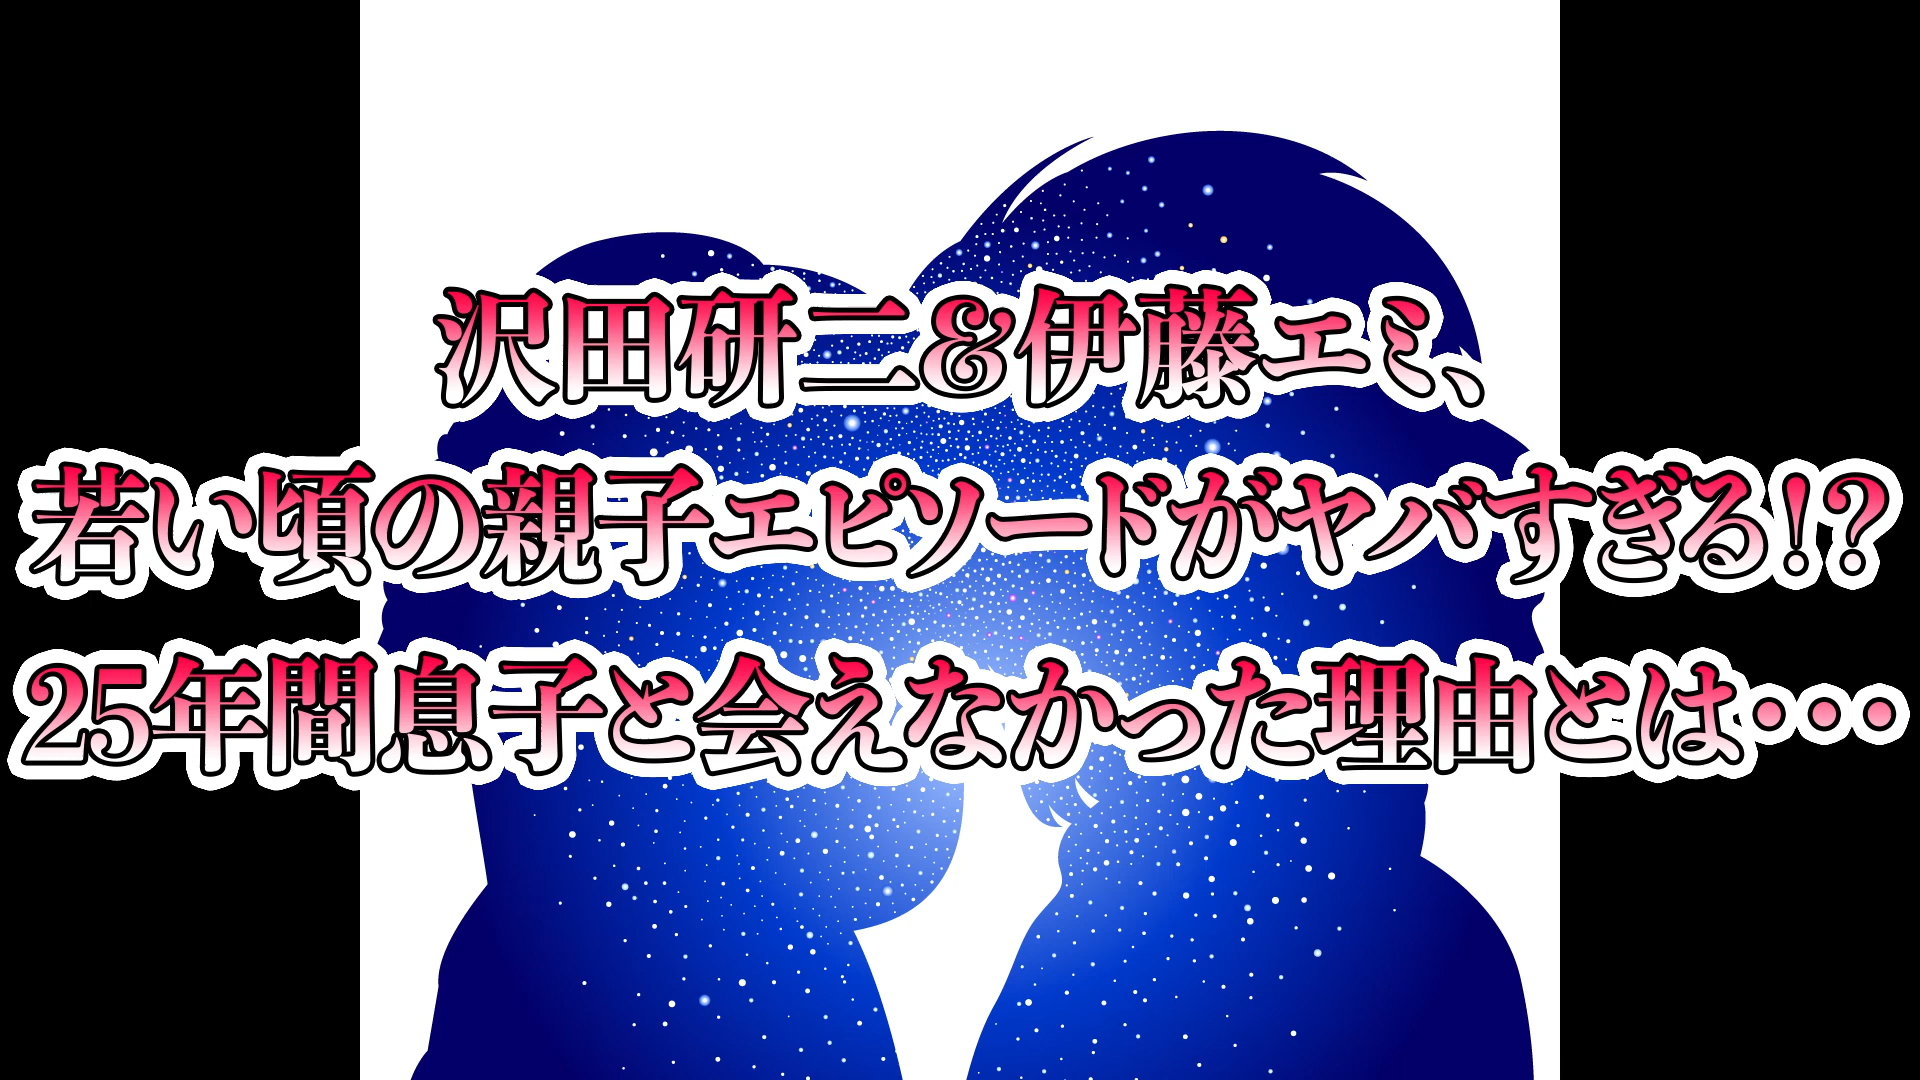 沢田研二&伊藤エミ、
若い頃の親子エピソードがヤバすぎる!?
25年間息子と会えなかった理由とは・・・